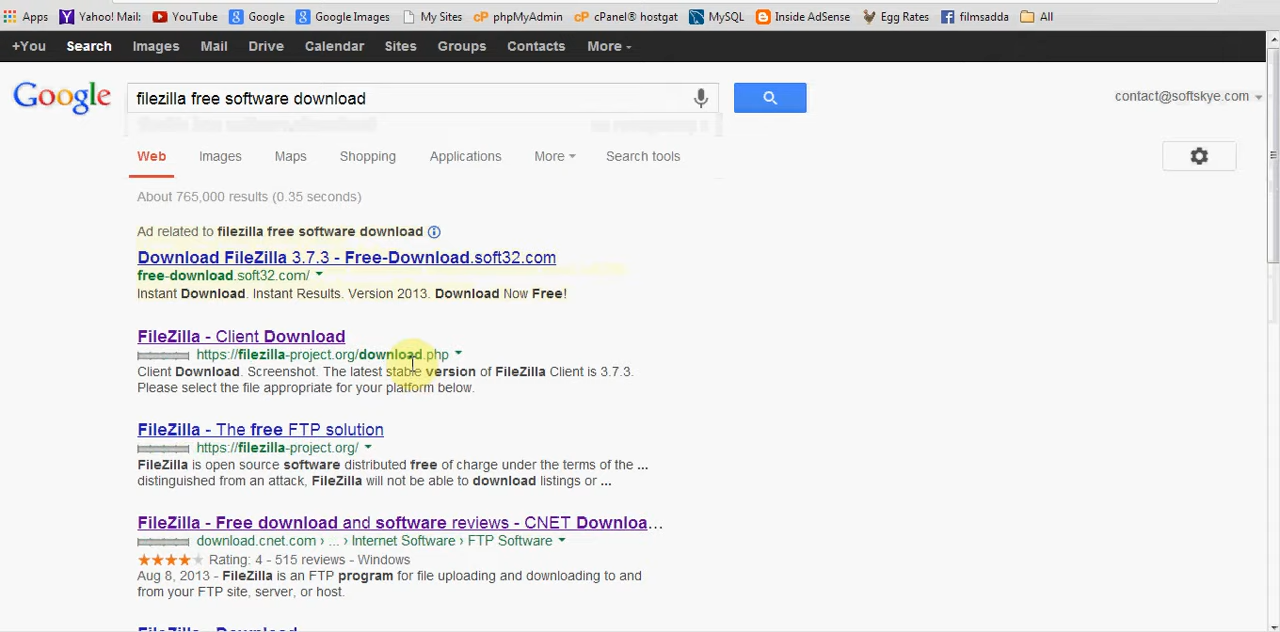 Apps Yahoo! Mail: YouTube Google Google Images My Sites phpMyAdmin cPanel® hostgat MySQL Inside AdSense Egg Rates filmsadda All
+You Search Images Mail Drive Calendar Sites Groups Contacts More
Google filezilla free software download contact@softskye.com
Web Images Maps Shopping Applications More Search tools
About 765,000 results (0.35 seconds)
Ad related to filezilla free software download
Download FileZilla 3.7.3 - Free-Download.soft32.com
free-download.soft32.com/
Instant Download. Instant Results. Version 2013. Download Now Free!
FileZilla - Client Download
https://filezilla-project.org/download.php
Client Download. Screenshot. The latest stable version of FileZilla Client is 3.7.3.
Please select the file appropriate for your platform below.
FileZilla - The free FTP solution
https://filezilla-project.org/
FileZilla is open source software distributed free of charge under the terms of the ...
distinguished from an attack, FileZilla will not be able to download listings or ...
FileZilla - Free download and software reviews - CNET Downloa...
download.cnet.com › ... › Internet Software › FTP Software
Rating: 4 - 515 reviews - Windows
Aug 8, 2013 - FileZilla is an FTP program for file uploading and downloading to and
from your FTP site, server, or host.
FileZilla - Download